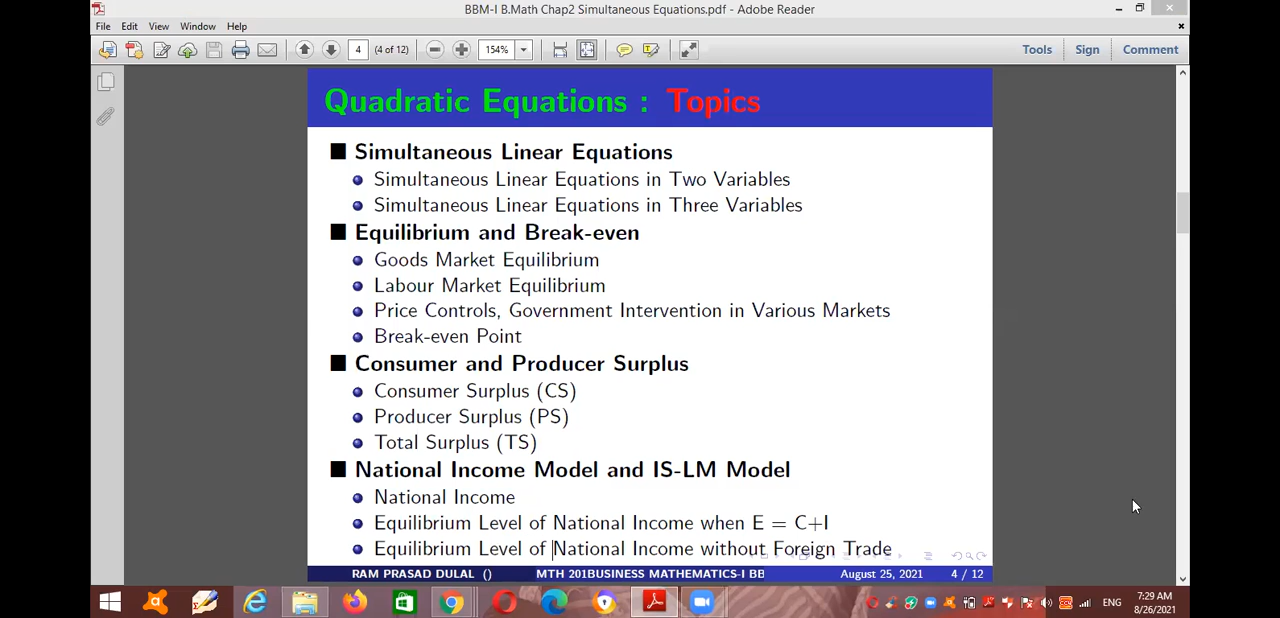 BBM-I B.Math Chap2 Simultaneous Equations.pdf - Adobe Reader
File Edit View Window Help
4 (4 of 12) 154% Tools Sign Comment
Quadratic Equations : Topics
Simultaneous Linear Equations
Simultaneous Linear Equations in Two Variables
Simultaneous Linear Equations in Three Variables
Equilibrium and Break-even
Goods Market Equilibrium
Labour Market Equilibrium
Price Controls, Government Intervention in Various Markets
Break-even Point
Consumer and Producer Surplus
Consumer Surplus (CS)
Producer Surplus (PS)
Total Surplus (TS)
National Income Model and IS-LM Model
National Income
Equilibrium Level of National Income when E = C+I
Equilibrium Level of National Income without Foreign Trade
RAM PRASAD DULAL () MTH 201BUSINESS MATHEMATICS-I BB August 25, 2021 4 / 12
ENG 7:29 AM
8/26/2021